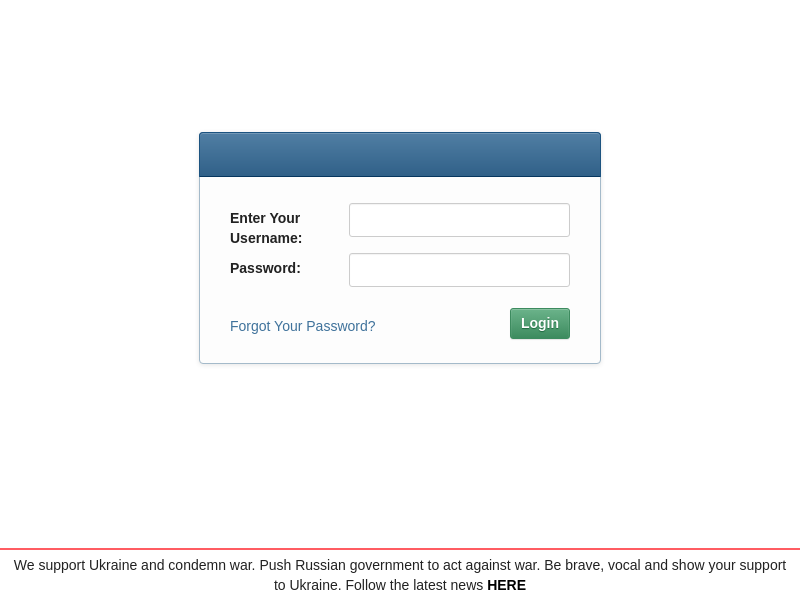 Enter Your
Username:
Password:
Forgot Your Password?
Login
We support Ukraine and condemn war. Push Russian government to act against war. Be brave, vocal and show your support
to Ukraine. Follow the latest news HERE